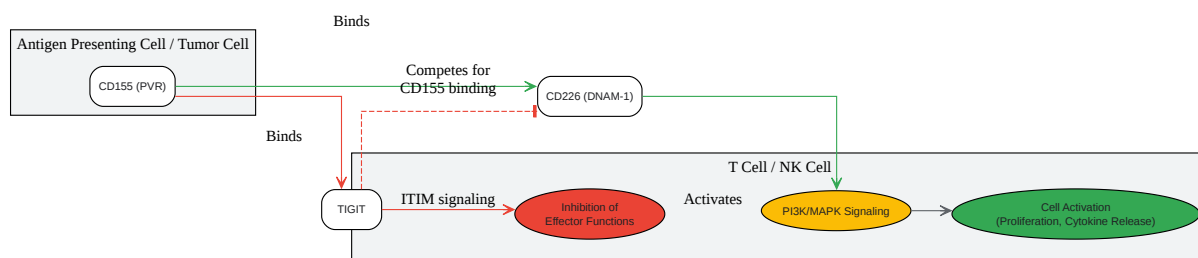 Binds
Antigen Presenting Cell / Tumor Cell
CD155 (PVR)
Competes for
CD155 binding
CD226 (DNAM-1)
Binds
T Cell / NK Cell
TIGIT
ITIM signaling
Inhibition of
Effector Functions
Activates
PI3K/MAPK Signaling
Cell Activation
(Proliferation, Cytokine Release)